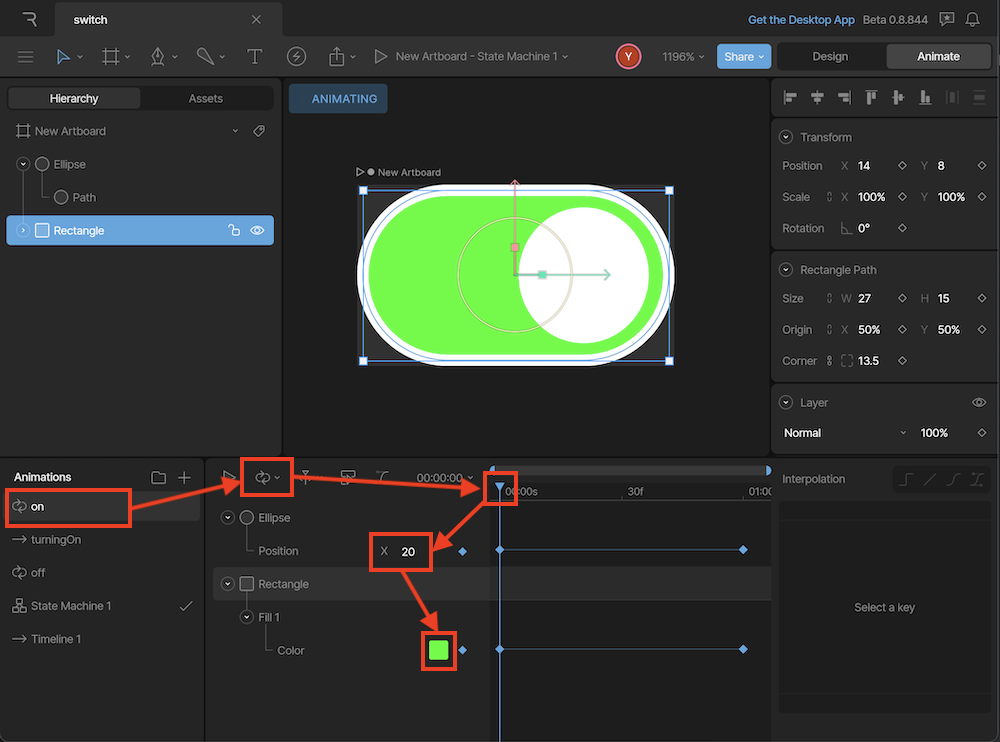 switch
Get the Desktop App Beta 0.8.844
New Artboard - State Machine 1
Y
1196%
Share
Design
Animate
Hierarchy
Assets
New Artboard
Ellipse
Path
Rectangle
ANIMATING
New Artboard
Transform
Position X 14 Y 8
Scale X 100% Y 100%
Rotation 0°
Rectangle Path
Size W 27 H 15
Origin X 50% Y 50%
Corner 13.5
Layer
Normal 100%
Animations
on
turningOn
off
State Machine 1
Timeline 1
00:00:00
00:00s 30f 01:00
Ellipse
Position X 20
Rectangle
Fill 1
Color
Interpolation
Select a key